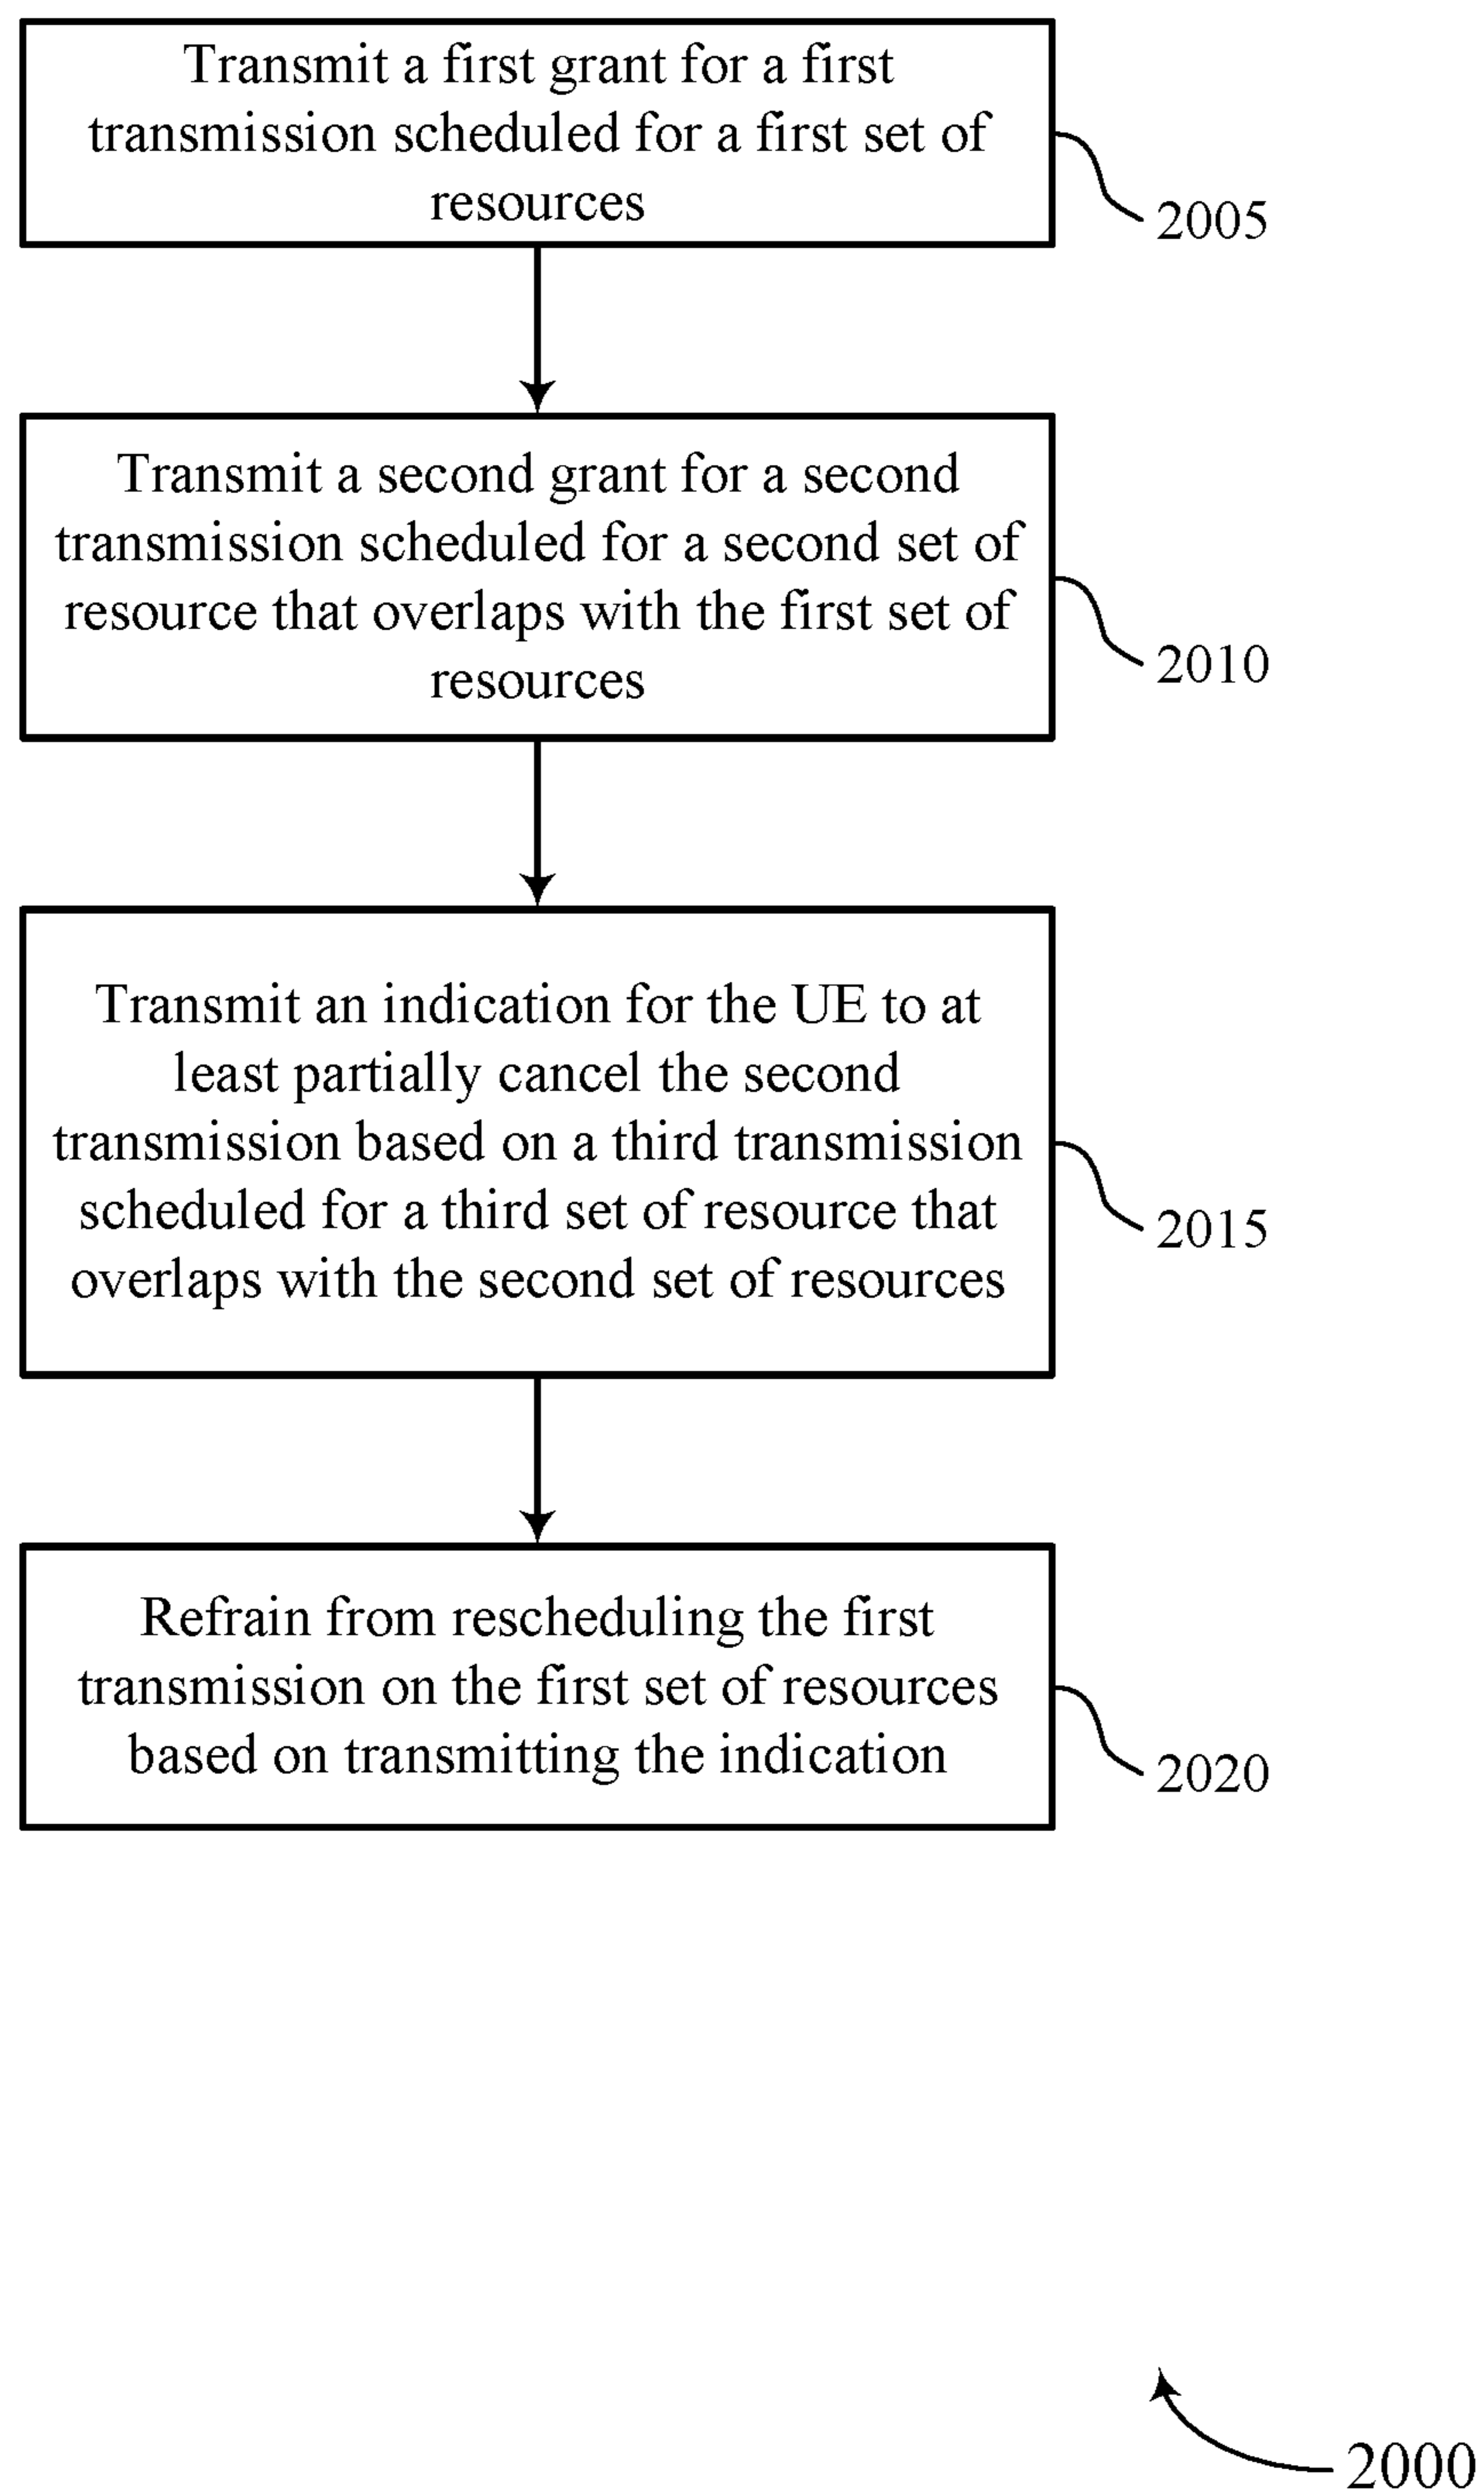 Transmit a first grant for a first
transmission scheduled for a first set of
resources
2005
Transmit a second grant for a second
transmission scheduled for a second set of
resource that overlaps with the first set of
resources
2010
Transmit an indication for the UE to at
least partially cancel the second
transmission based on a third transmission
scheduled for a third set of resource that
overlaps with the second set of resources
2015
Refrain from rescheduling the first
transmission on the first set of resources
based on transmitting the indication
2020
2000